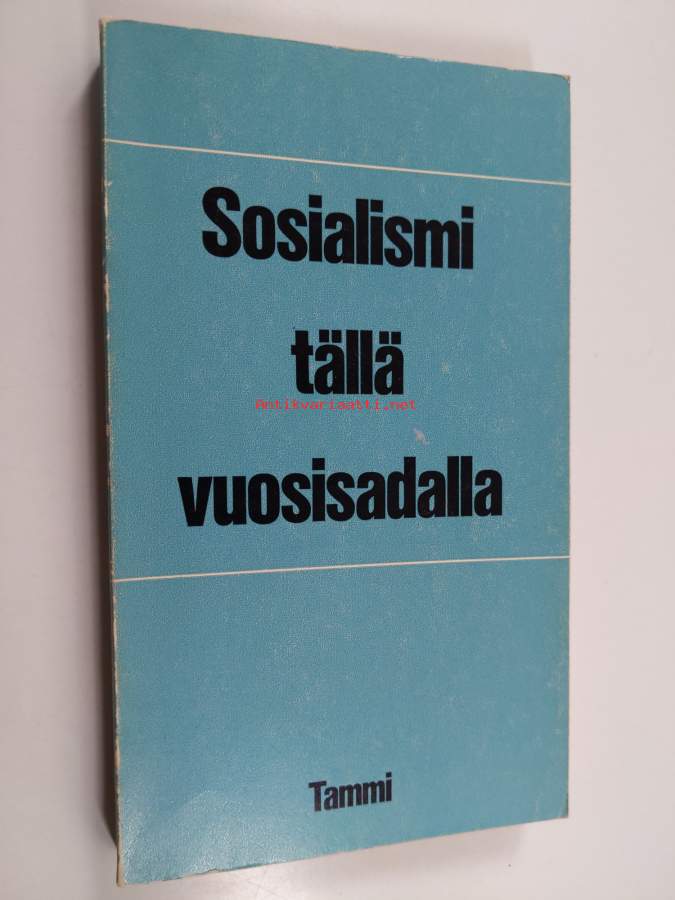 Sosialismi
tällä
Antikvariaatti.net
vuosisadalla
Tammi